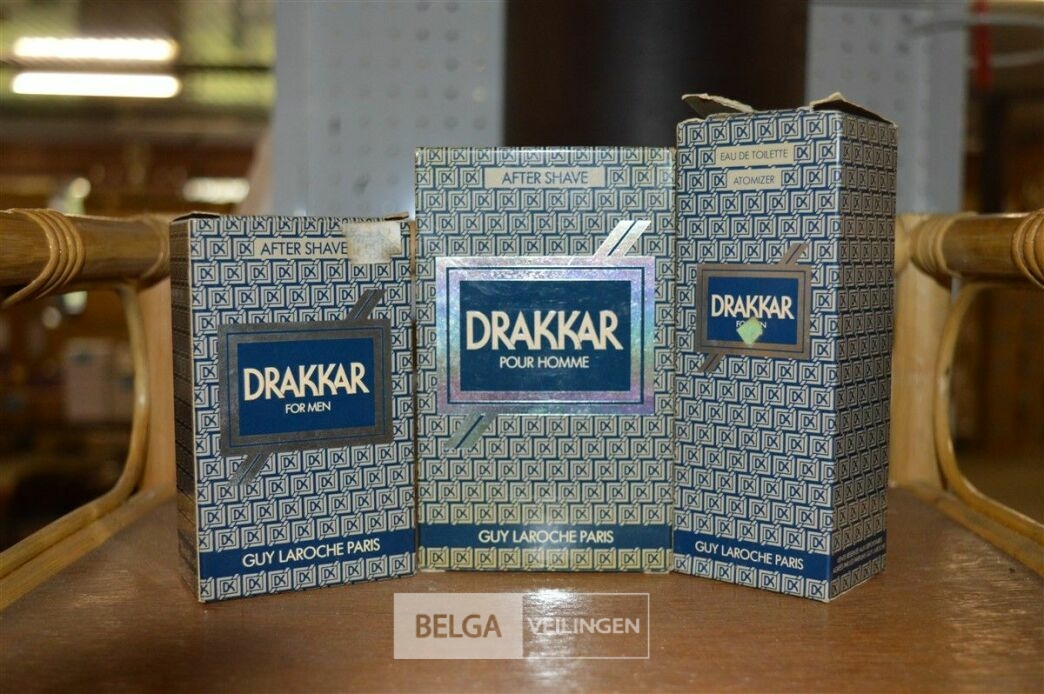 AFTER SHAVE
DRAKKAR
FOR MEN
GUY LAROCHE PARIS
AFTER SHAVE
DRAKKAR
POUR HOMME
GUY LAROCHE PARIS
EAU DE TOILETTE
ATOMIZER
DRAKKAR
GUY LAROCHE PARIS
BELGA VEILINGEN